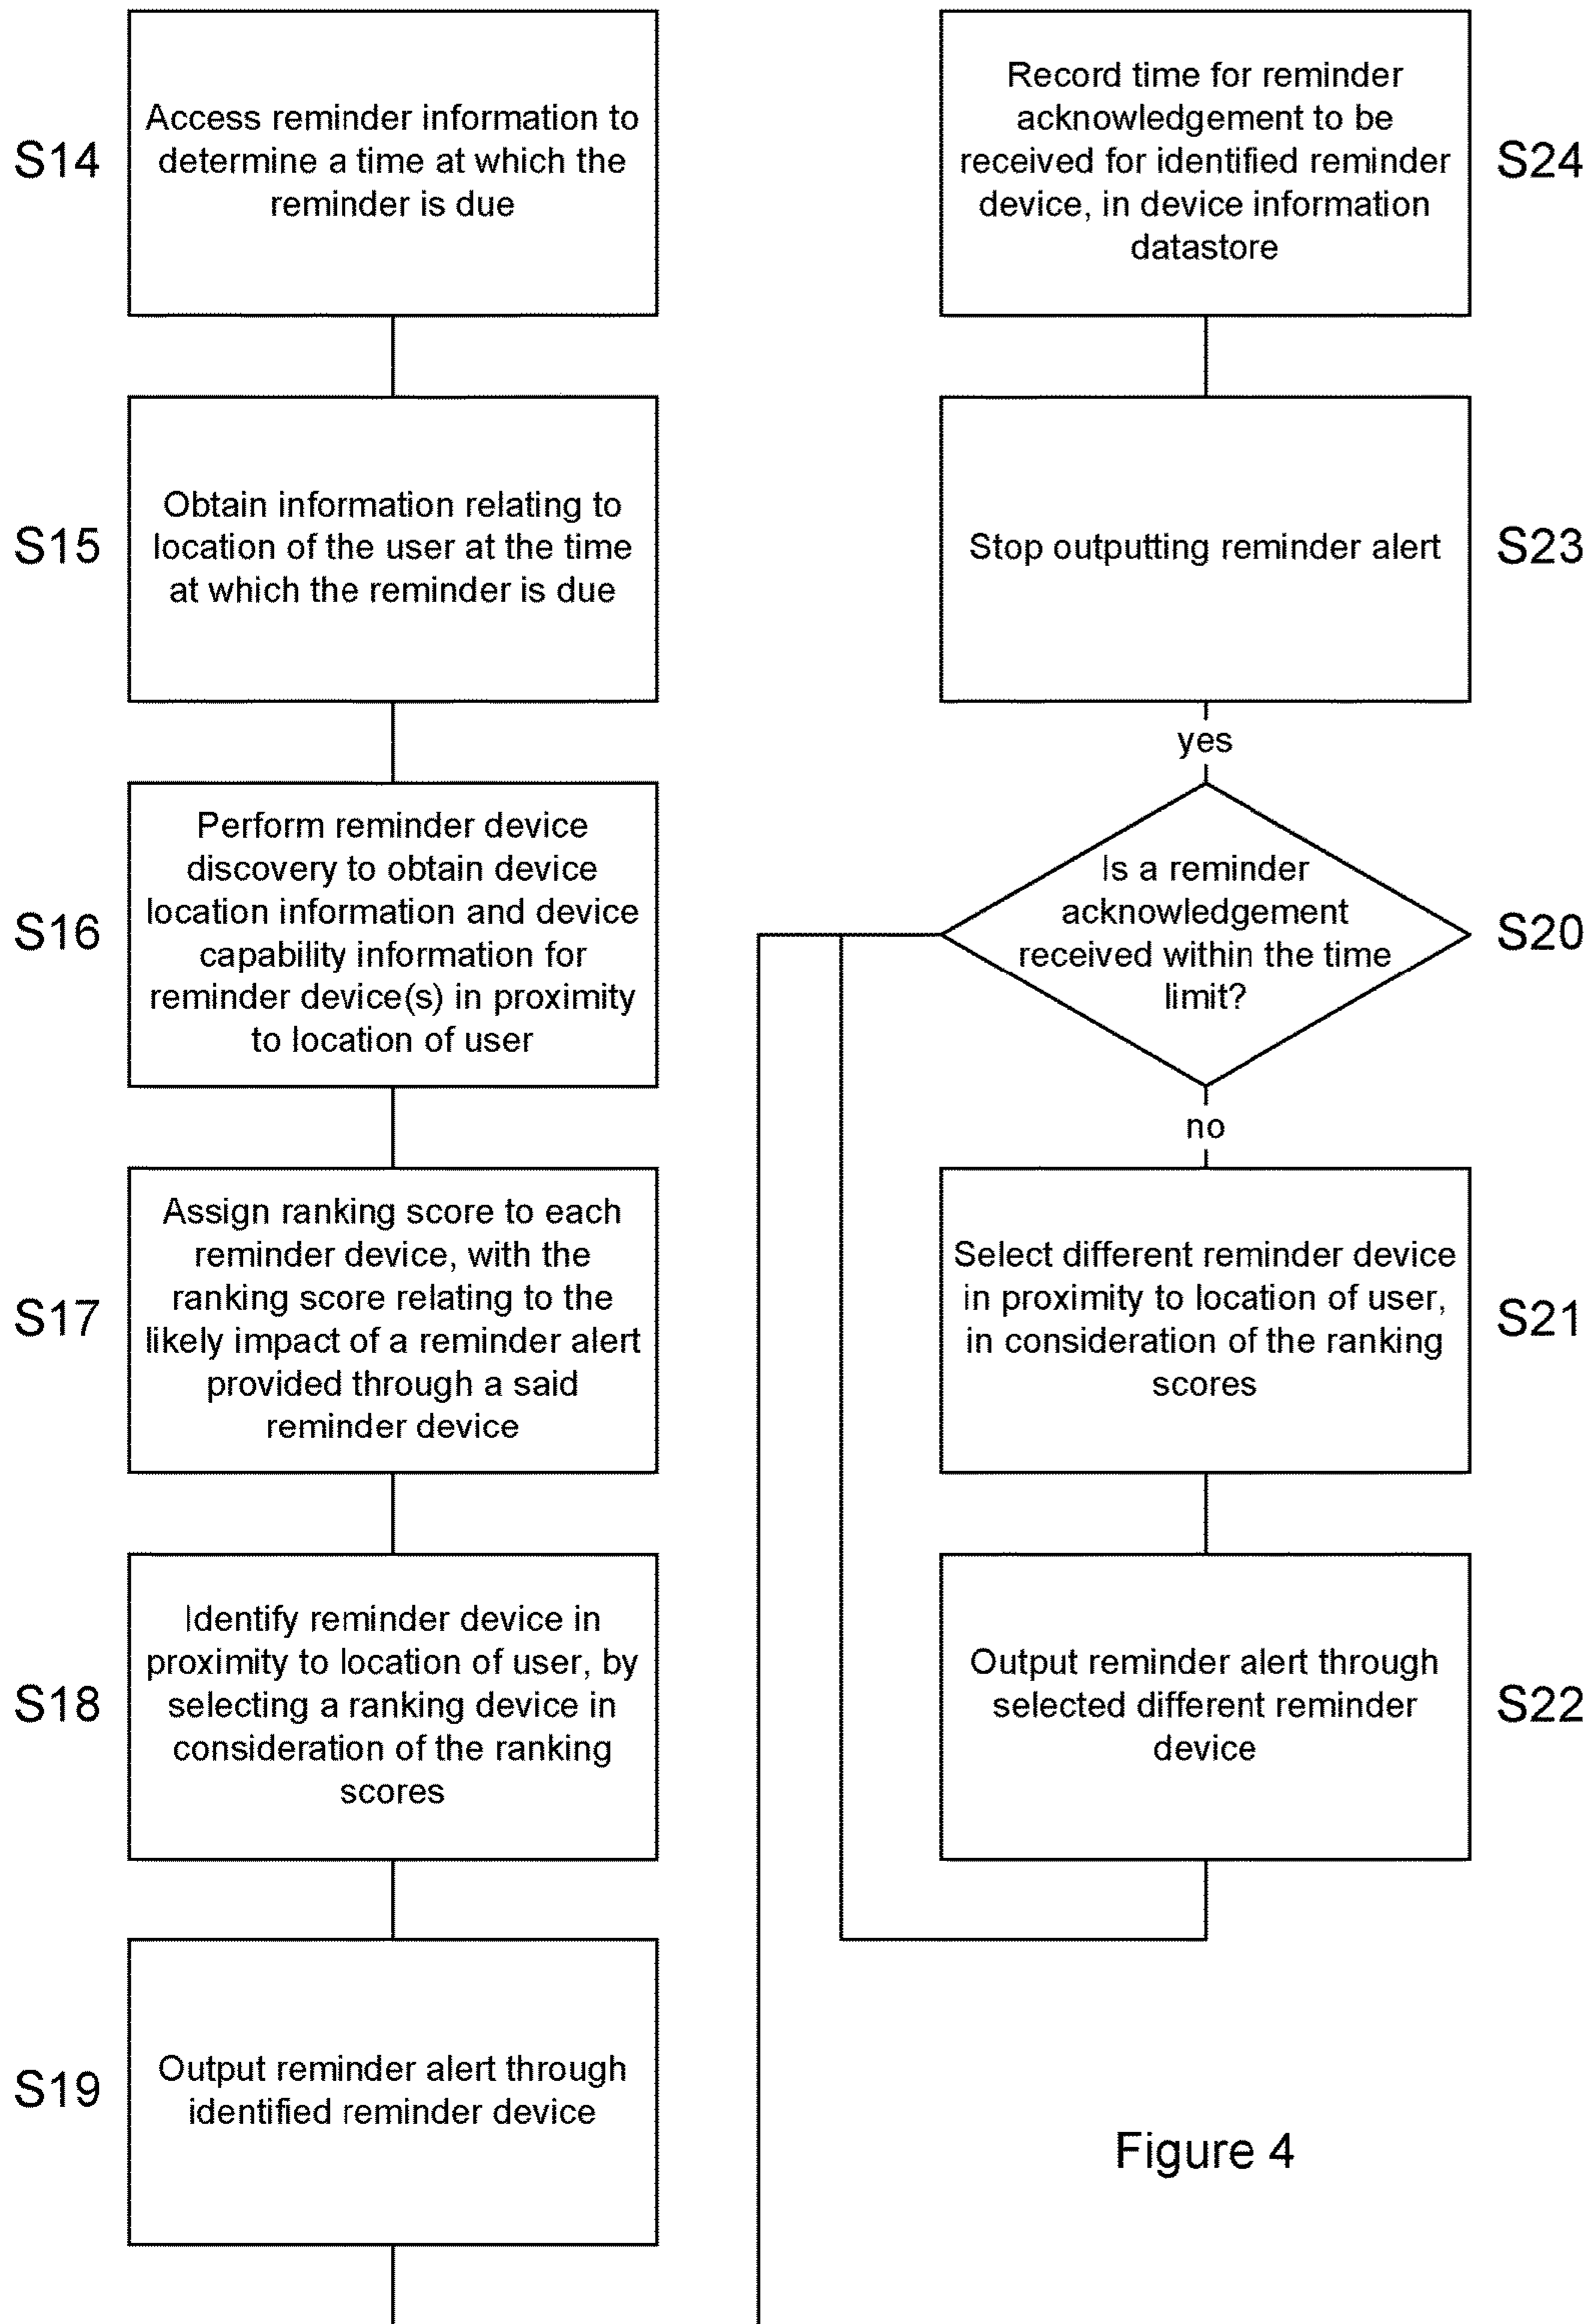 S14
Access reminder information to
determine a time at which the
reminder is due
S15
Obtain information relating to
location of the user at the time
at which the reminder is due
S16
Perform reminder device
discovery to obtain device
location information and device
capability information for
reminder device(s) in proximity
to location of user
S17
Assign ranking score to each
reminder device, with the
ranking score relating to the
likely impact of a reminder alert
provided through a said
reminder device
S18
Identify reminder device in
proximity to location of user, by
selecting a ranking device in
consideration of the ranking
scores
S19
Output reminder alert through
identified reminder device
Record time for reminder
acknowledgement to be
received for identified reminder
device, in device information
datastore
S24
Stop outputting reminder alert
S23
yes
Is a reminder
acknowledgement
received within the time
limit?
S20
no
Select different reminder device
in proximity to location of user,
in consideration of the ranking
scores
S21
Output reminder alert through
selected different reminder
device
S22
Figure 4